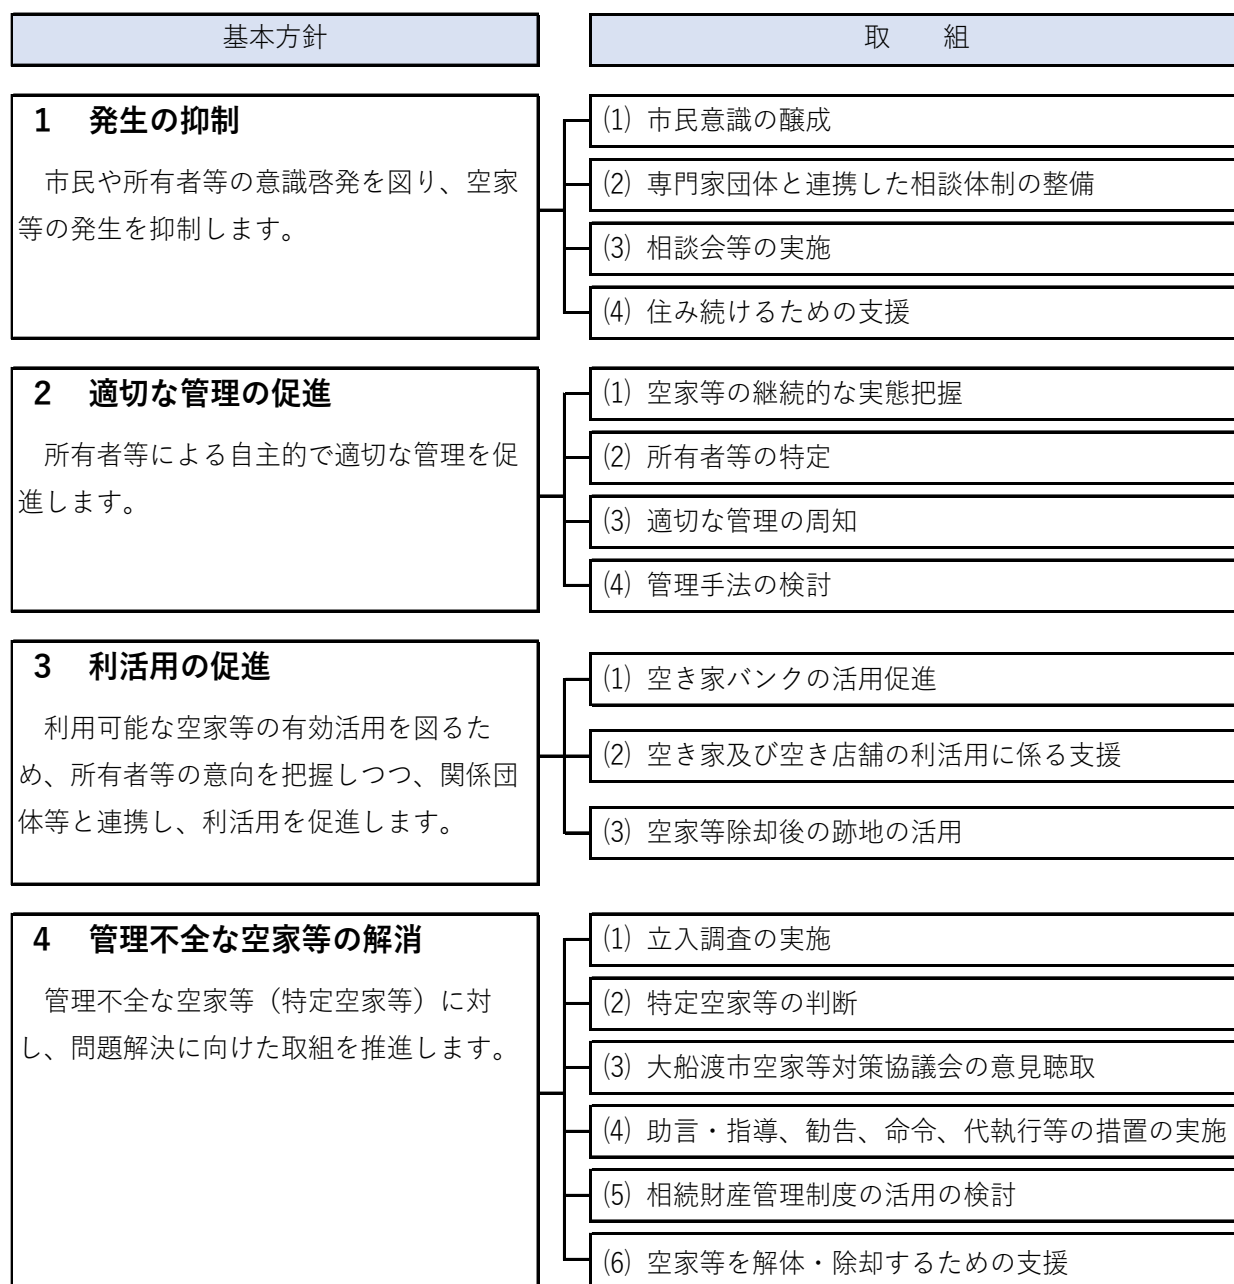 基本方針
取　組
1　発生の抑制
市民や所有者等の意識啓発を図り、空家
等の発生を抑制します。
⑴ 市民意識の醸成
⑵ 専門家団体と連携した相談体制の整備
⑶ 相談会等の実施
⑷ 住み続けるための支援
2　適切な管理の促進
所有者等による自主的で適切な管理を促
進します。
⑴ 空家等の継続的な実態把握
⑵ 所有者等の特定
⑶ 適切な管理の周知
⑷ 管理手法の検討
3　利活用の促進
利用可能な空家等の有効活用を図るた
め、所有者等の意向を把握しつつ、関係団
体等と連携し、利活用を促進します。
⑴ 空き家バンクの活用促進
⑵ 空き家及び空き店舗の利活用に係る支援
⑶ 空家等除却後の跡地の活用
4　管理不全な空家等の解消
管理不全な空家等（特定空家等）に対
し、問題解決に向けた取組を推進します。
⑴ 立入調査の実施
⑵ 特定空家等の判断
⑶ 大船渡市空家等対策協議会の意見聴取
⑷ 助言・指導、勧告、命令、代執行等の措置の実施
⑸ 相続財産管理制度の活用の検討
⑹ 空家等を解体・除却するための支援